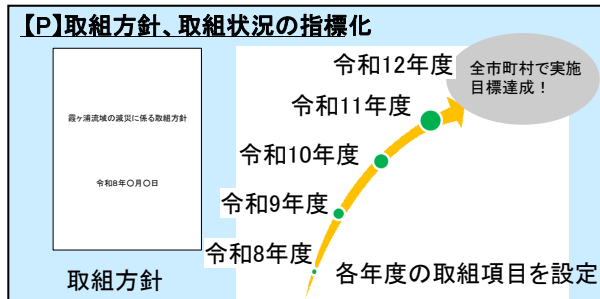 【P】取組方針、取組状況の指標化
霞ヶ浦流域の減災に係る取組方針
令和8年〇月〇日
取組方針
令和12年度
全市町村で実施
目標達成！
令和11年度
令和10年度
令和9年度
令和8年度
各年度の取組項目を設定